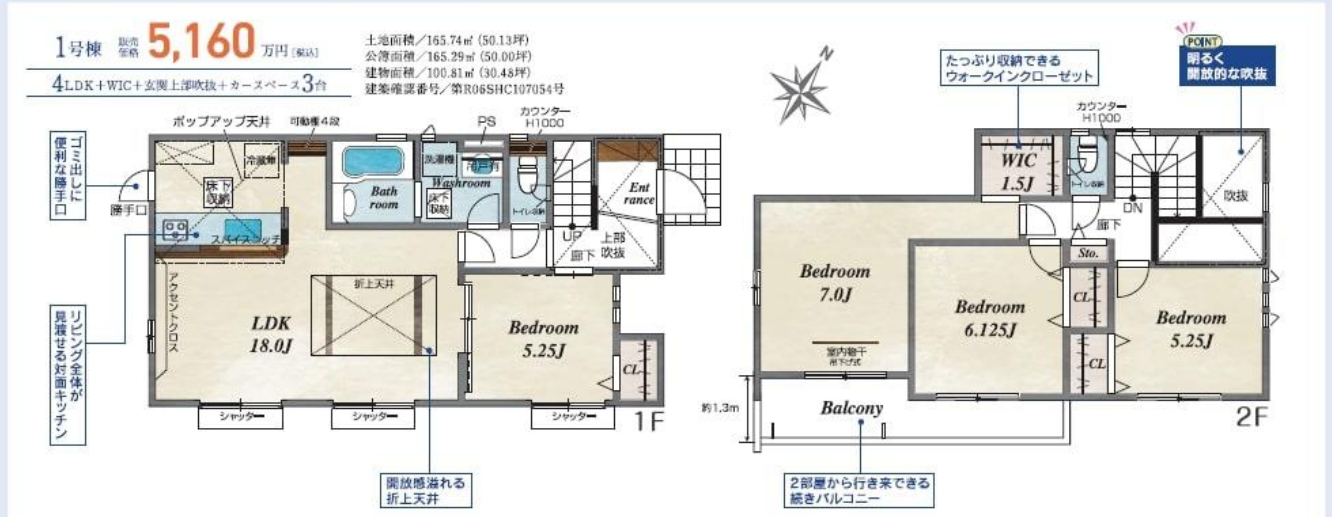 1号棟 販売価格 5,160万円[税込]
4LDK+WIC+玄関上部吹抜+カースペース3台
土地面積/165.74㎡(50.13坪)
公簿面積/165.29㎡(50.00坪)
建物面積/100.81㎡(30.48坪)
建築確認番号/第R06SHC107054号
N
たっぷり収納できる
ウォークインクローゼット
POINT
明るく
開放的な吹抜
ゴミ出しに
便利な勝手口
リビング全体が
見渡せる対面キッチン
ポップアップ天井
可動棚4段
冷蔵庫
床下
収納
勝手口
スパイスニッチ
アクセントクロス
LDK
18.0J
折上天井
Bath
room
洗濯機
Washroom
床下
収納
PS
カウンター
H1000
トイレ収納
UP
廊下
上部
吹抜
Ent
rance
Bedroom
5.25J
CL
シャッター
シャッター
シャッター
1F
開放感溢れる
折上天井
WIC
1.5J
カウンター
H1000
トイレ収納
DN
吹抜
廊下
Sto.
Bedroom
7.0J
室内物干
吊下げ式
Bedroom
6.125J
CL
CL
Bedroom
5.25J
約1.3m
Balcony
2F
2部屋から行き来できる
続きバルコニー